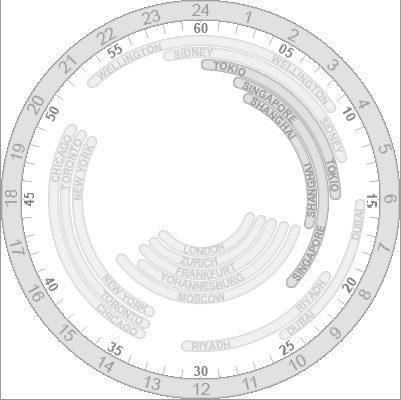 24
1
2
3
4
5
6
7
8
9
10
11
12
13
14
15
16
17
18
19
20
21
22
23
60
05
10
15
20
25
30
35
40
45
50
55
WELLINGTON
WELLINGTON
SIDNEY
SIDNEY
TOKIO
TOKIO
SINGAPORE
SINGAPORE
SHANGHAI
SHANGHAI
DUBAI
DUBAI
RIYADH
RIYADH
LONDON
ZURICH
FRANKFURT
YOHANNESBURG
MOSCOW
NEW YORK
NEW YORK
TORONTO
TORONTO
CHICAGO
CHICAGO